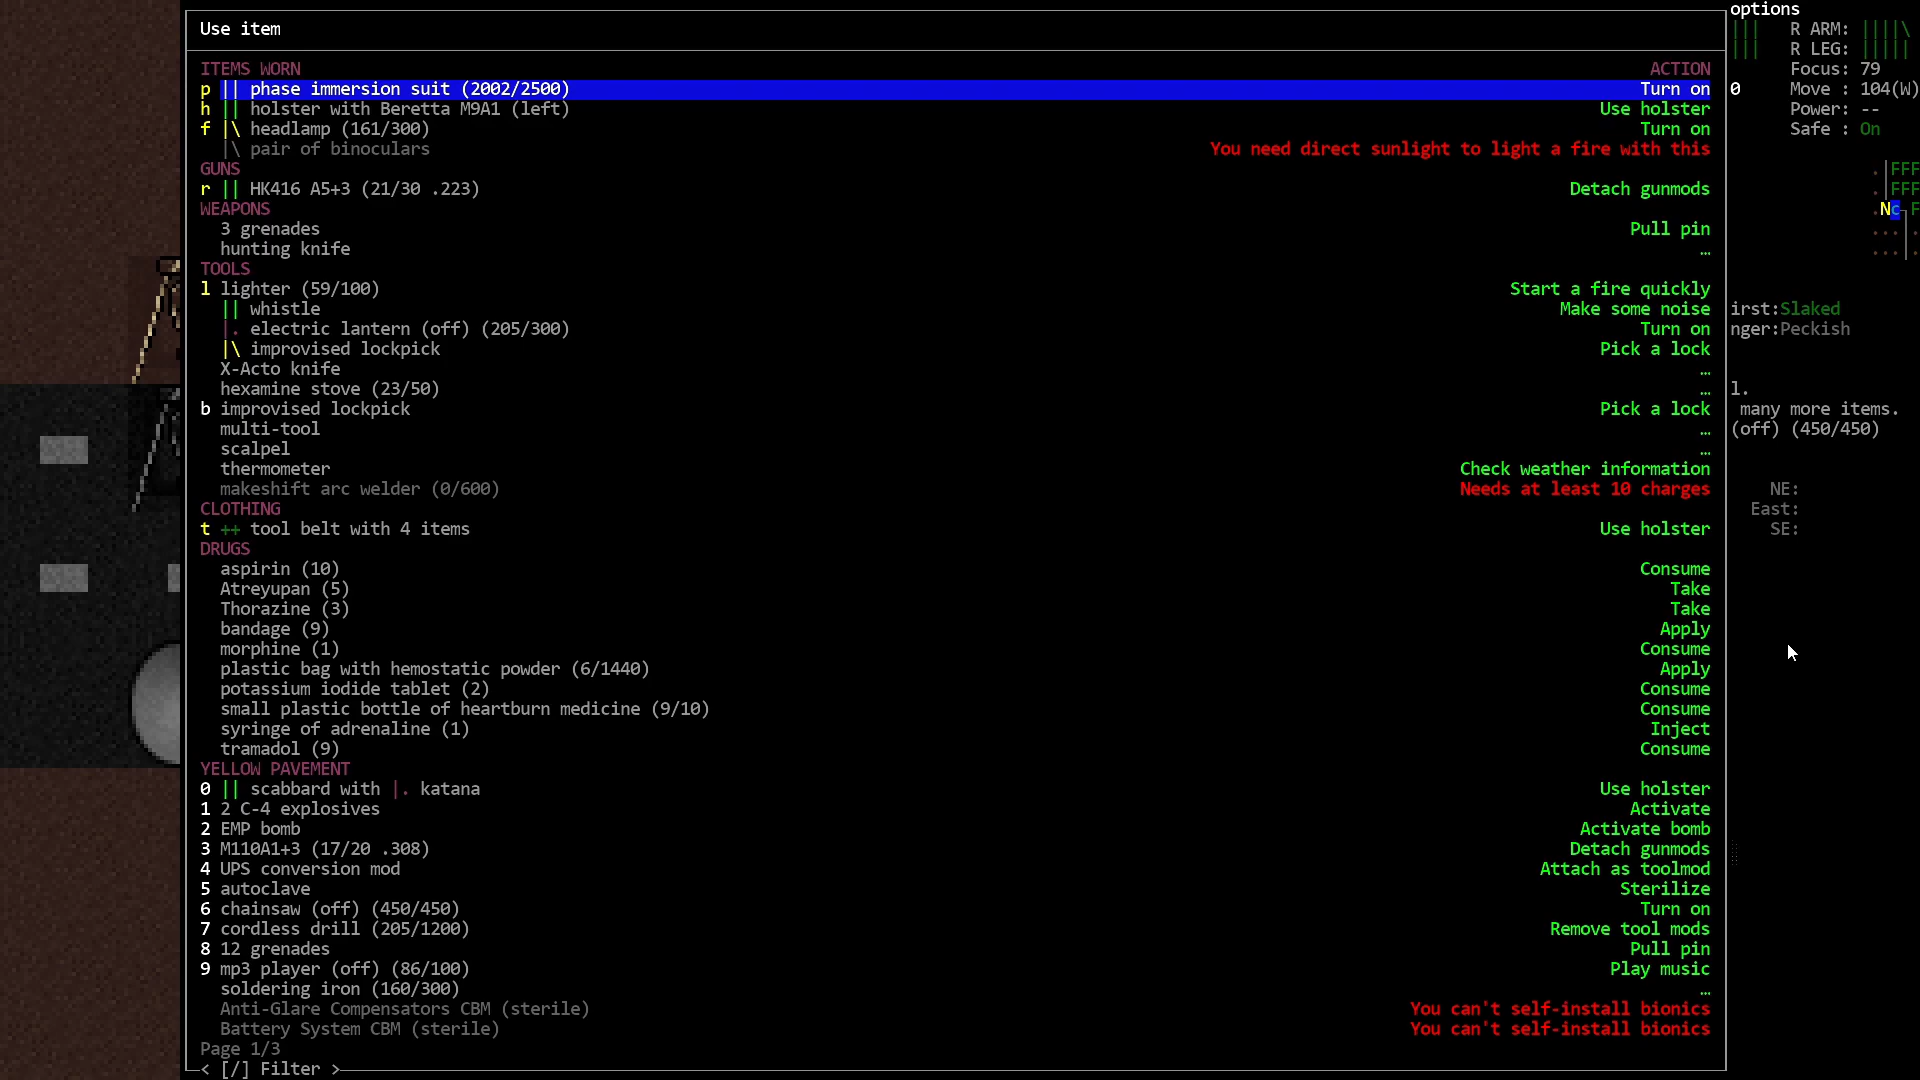 options
Use item
R ARM: ||||\
R LEG: |||||
ITEMS WORN ACTION Focus: 79
p || phase immersion suit (2002/2500) Turn on 0 Move : 104(W)
h || holster with Beretta M9A1 (left) Use holster Power: --
f |\ headlamp (161/300) Turn on Safe : On
|\ pair of binoculars You need direct sunlight to light a fire with this
GUNS .|FFF
r || HK416 A5+3 (21/30 .223) Detach gunmods .|FFF
WEAPONS .Nc F
3 grenades Pull pin
hunting knife …
TOOLS
l lighter (59/100) Start a fire quickly
|| whistle Make some noise irst:Slaked
|. electric lantern (off) (205/300) Turn on nger:Peckish
|\ improvised lockpick Pick a lock
X-Acto knife …
hexamine stove (23/50) … l.
b improvised lockpick Pick a lock many more items.
multi-tool … (off) (450/450)
scalpel …
thermometer Check weather information
makeshift arc welder (0/600) Needs at least 10 charges NE:
CLOTHING East:
t ++ tool belt with 4 items Use holster SE:
DRUGS
aspirin (10) Consume
Atreyupan (5) Take
Thorazine (3) Take
bandage (9) Apply
morphine (1) Consume
plastic bag with hemostatic powder (6/1440) Apply
potassium iodide tablet (2) Consume
small plastic bottle of heartburn medicine (9/10) Consume
syringe of adrenaline (1) Inject
tramadol (9) Consume
YELLOW PAVEMENT
0 || scabbard with |. katana Use holster
1 2 C-4 explosives Activate
2 EMP bomb Activate bomb
3 M110A1+3 (17/20 .308) Detach gunmods
4 UPS conversion mod Attach as toolmod
5 autoclave Sterilize
6 chainsaw (off) (450/450) Turn on
7 cordless drill (205/1200) Remove tool mods
8 12 grenades Pull pin
9 mp3 player (off) (86/100) Play music
soldering iron (160/300) …
Anti-Glare Compensators CBM (sterile) You can't self-install bionics
Battery System CBM (sterile) You can't self-install bionics
Page 1/3
< [/] Filter >